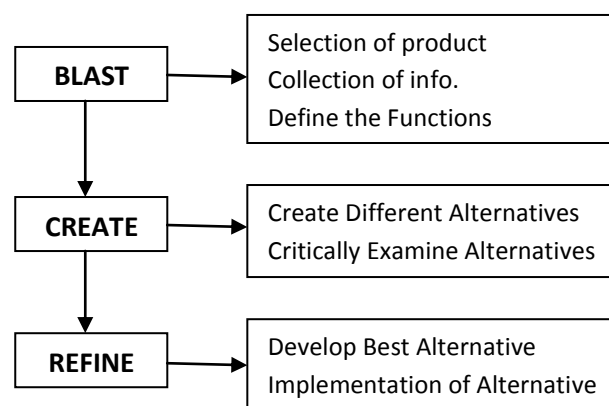 BLAST
Selection of product
Collection of info.
Define the Functions
CREATE
Create Different Alternatives
Critically Examine Alternatives
REFINE
Develop Best Alternative
Implementation of Alternative